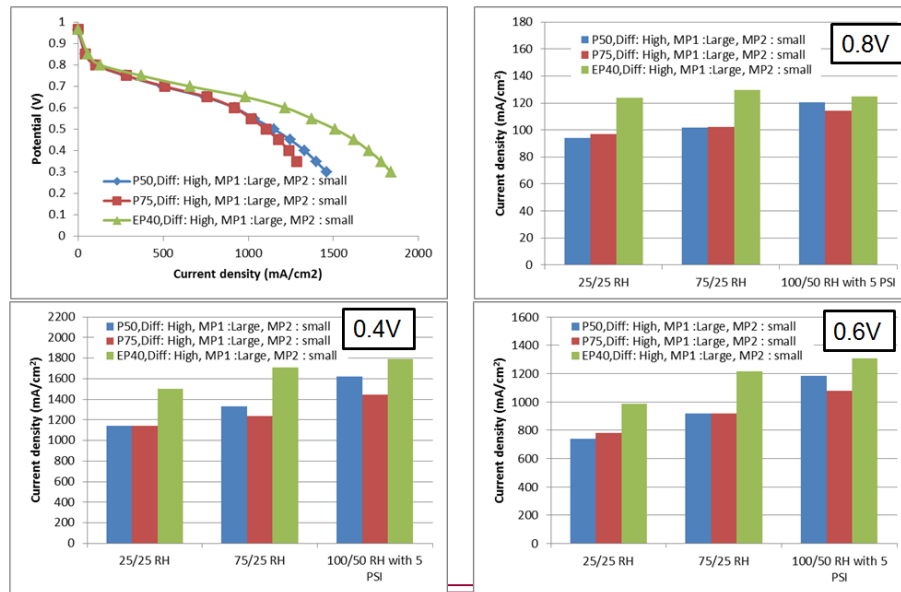 1
0.9
0.8
0.7
0.6
0.5
0.4
0.3
0.2
0.1
0
Potential (V)
P50,Diff: High, MP1 :Large, MP2 : small
P75,Diff: High, MP1 :Large, MP2 : small
EP40,Diff: High, MP1 :Large, MP2 : small
0 500 1000 1500 2000
Current density (mA/cm2)
180
160
140
120
100
80
60
40
20
0
Current density (mA/cm²)
P50,Diff: High, MP1 :Large, MP2 : small
P75,Diff: High, MP1 :Large, MP2 : small
EP40,Diff: High, MP1 :Large, MP2 : small
0.8V
25/25 RH 75/25 RH 100/50 RH with 5 PSI
2200
2000
1800
1600
1400
1200
1000
800
600
400
200
0
Current density (mA/cm²)
P50,Diff: High, MP1 :Large, MP2 : small
P75,Diff: High, MP1 :Large, MP2 : small
EP40,Diff: High, MP1 :Large, MP2 : small
0.4V
25/25 RH 75/25 RH 100/50 RH with 5
PSI
1600
1400
1200
1000
800
600
400
200
0
Current density (mA/cm²)
P50,Diff: High, MP1 :Large, MP2 : small
P75,Diff: High, MP1 :Large, MP2 : small
EP40,Diff: High, MP1 :Large, MP2 : small
0.6V
25/25 RH 75/25 RH 100/50 RH with 5 PSI